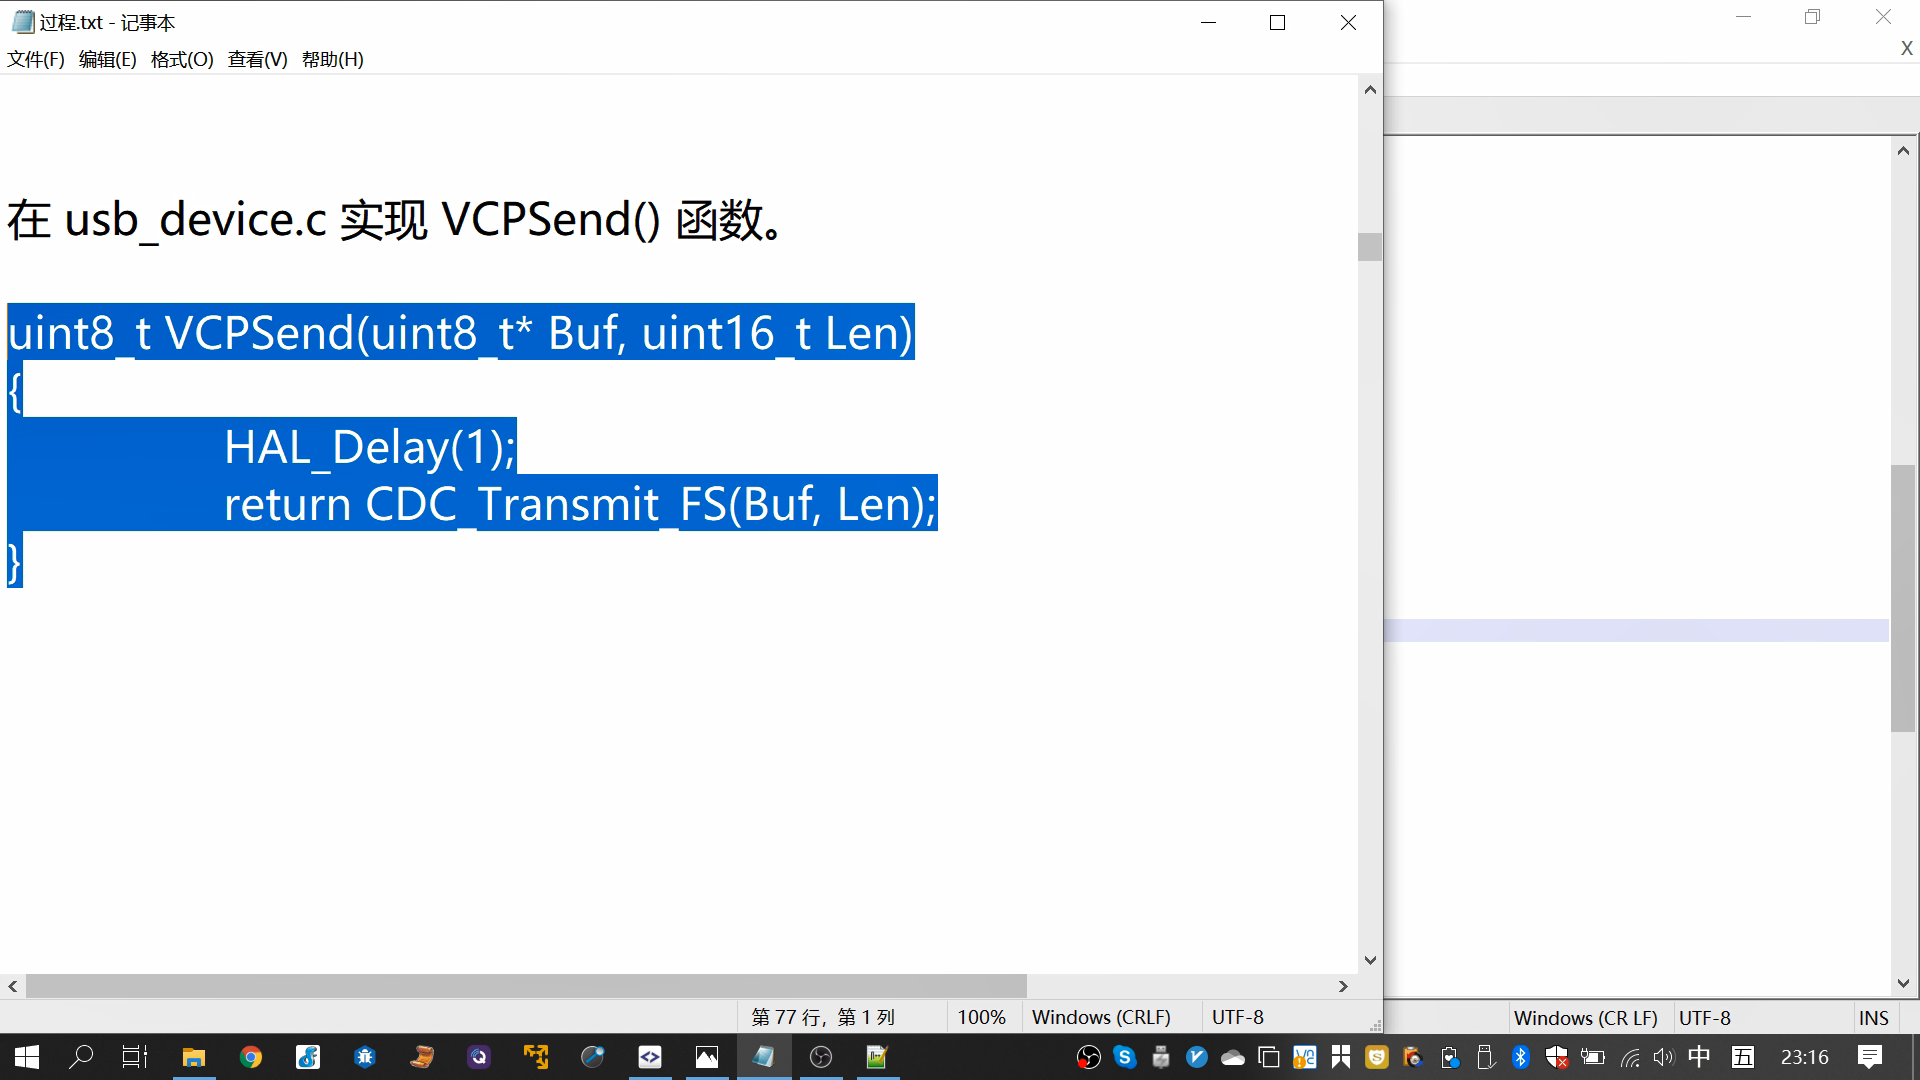 过程.txt - 记事本
文件(F) 编辑(E) 格式(O) 查看(V) 帮助(H)
X
在 usb_device.c 实现 VCPSend() 函数。
uint8_t VCPSend(uint8_t* Buf, uint16_t Len)
{
HAL_Delay(1);
return CDC_Transmit_FS(Buf, Len);
}
第 77 行，第 1 列 100% Windows (CRLF) UTF-8
Windows (CR LF) UTF-8 INS
中 五 23:16